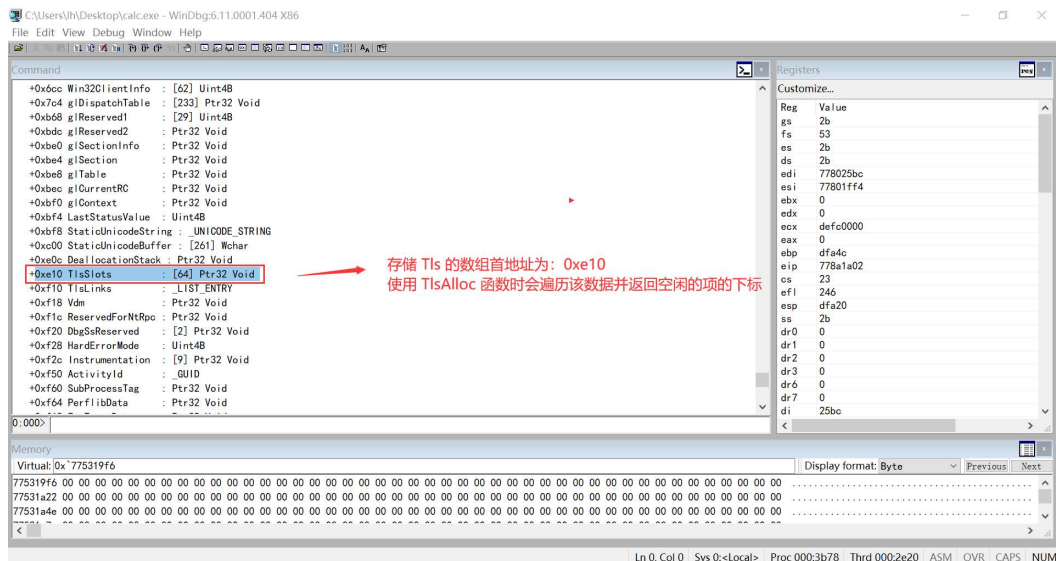 C:\Users\lh\Desktop\calc.exe - WinDbg:6.11.0001.404 X86
File Edit View Debug Window Help
Command
+0x6cc Win32ClientInfo : [62] Uint4B
+0x7c4 glDispatchTable : [233] Ptr32 Void
+0xb68 glReserved1 : [29] Uint4B
+0xbdc glReserved2 : Ptr32 Void
+0xbe0 glSectionInfo : Ptr32 Void
+0xbe4 glSection : Ptr32 Void
+0xbe8 glTable : Ptr32 Void
+0xbec glCurrentRC : Ptr32 Void
+0xbf0 glContext : Ptr32 Void
+0xbf4 LastStatusValue : Uint4B
+0xbf8 StaticUnicodeString : _UNICODE_STRING
+0xc00 StaticUnicodeBuffer : [261] Wchar
+0xe0c DeallocationStack : Ptr32 Void
+0xe10 TlsSlots : [64] Ptr32 Void
+0xf10 TlsLinks : _LIST_ENTRY
+0xf18 Vdm : Ptr32 Void
+0xf1c ReservedForNtRpc : Ptr32 Void
+0xf20 DbgSsReserved : [2] Ptr32 Void
+0xf28 HardErrorMode : Uint4B
+0xf2c Instrumentation : [9] Ptr32 Void
+0xf50 ActivityId : _GUID
+0xf60 SubProcessTag : Ptr32 Void
+0xf64 PerflibData : Ptr32 Void
存储 Tls 的数组首地址为：0xe10
使用 TlsAlloc 函数时会遍历该数据并返回空闲的项的下标
0:000>
Registers
Customize...
Reg Value
gs 2b
fs 53
es 2b
ds 2b
edi 778025bc
esi 77801ff4
ebx 0
edx 0
ecx defc0000
eax 0
ebp dfa4c
eip 778a1a02
cs 23
efl 246
esp dfa20
ss 2b
dr0 0
dr1 0
dr2 0
dr3 0
dr6 0
dr7 0
di 25bc
Memory
Virtual: 0x`775319f6 Display format: Byte Previous Next
775319f6 00 00 00 00 00 00 00 00 00 00 00 00 00 00 00 00 00 00 00 00 00 00 00 00 00 00 00 00 00 00 00 00 00 00 00 00 00 00 00 00 00 00 00 00 ............................................
77531a22 00 00 00 00 00 00 00 00 00 00 00 00 00 00 00 00 00 00 00 00 00 00 00 00 00 00 00 00 00 00 00 00 00 00 00 00 00 00 00 00 00 00 00 00 ............................................
77531a4e 00 00 00 00 00 00 00 00 00 00 00 00 00 00 00 00 00 00 00 00 00 00 00 00 00 00 00 00 00 00 00 00 00 00 00 00 00 00 00 00 00 00 00 00 ............................................
Ln 0, Col 0 Sys 0:<Local> Proc 000:3b78 Thrd 000:2e20 ASM OVR CAPS NUM